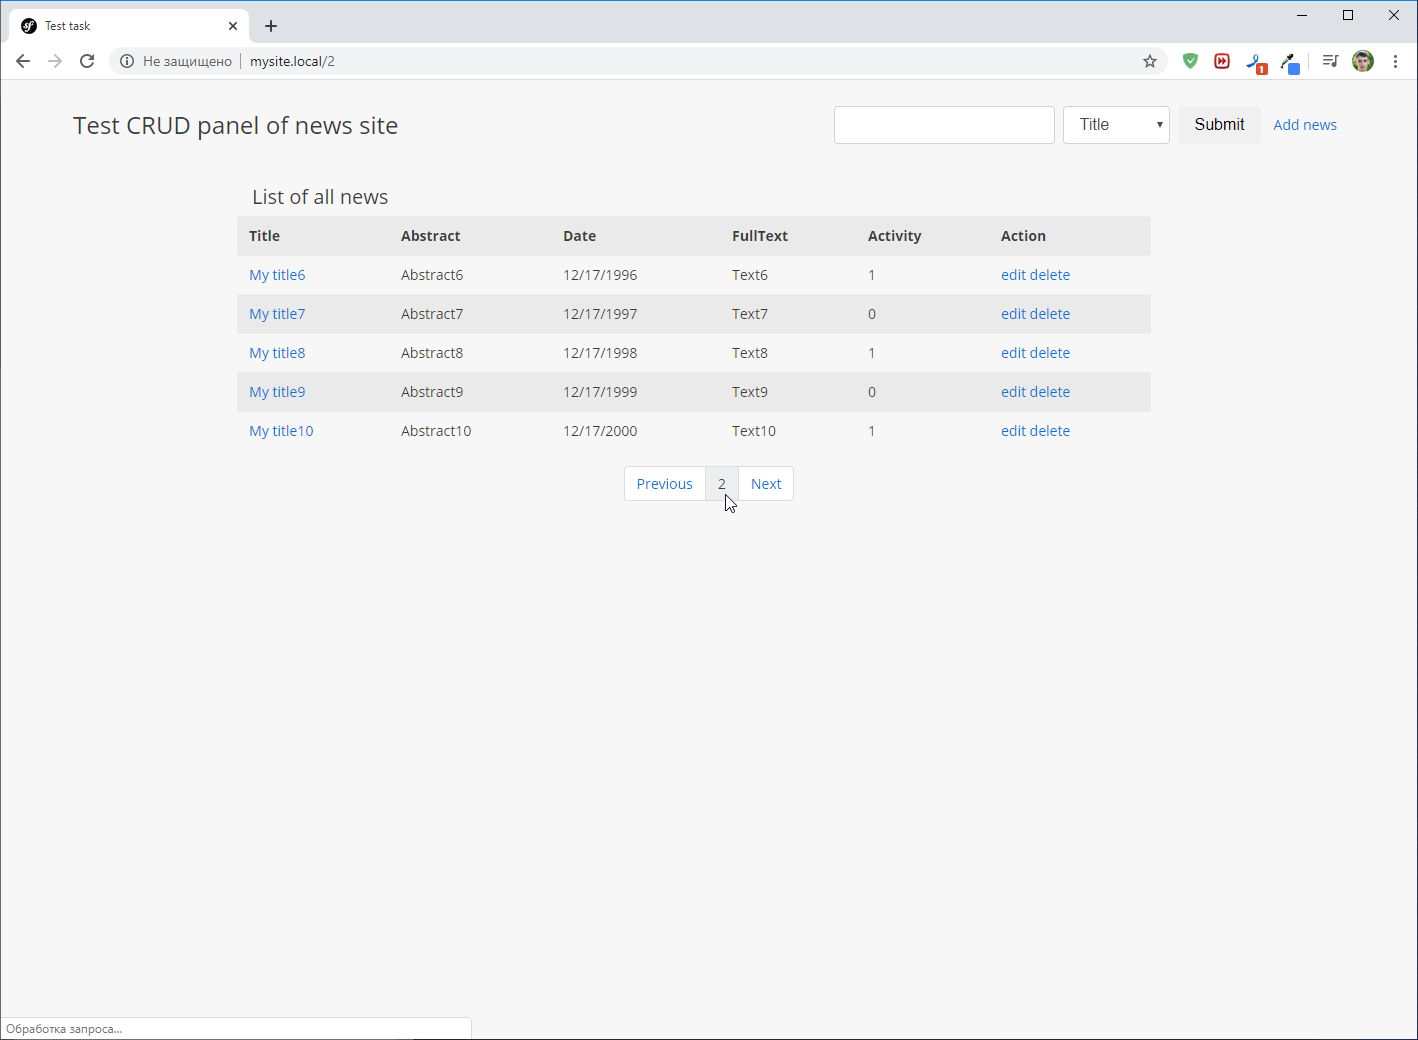 Test task
Не защищено mysite.local/2
1
Test CRUD panel of news site Title Submit Add news
List of all news
Title Abstract Date FullText Activity Action
My title6 Abstract6 12/17/1996 Text6 1 edit delete
My title7 Abstract7 12/17/1997 Text7 0 edit delete
My title8 Abstract8 12/17/1998 Text8 1 edit delete
My title9 Abstract9 12/17/1999 Text9 0 edit delete
My title10 Abstract10 12/17/2000 Text10 1 edit delete
Previous 2 Next
Обработка запроса...